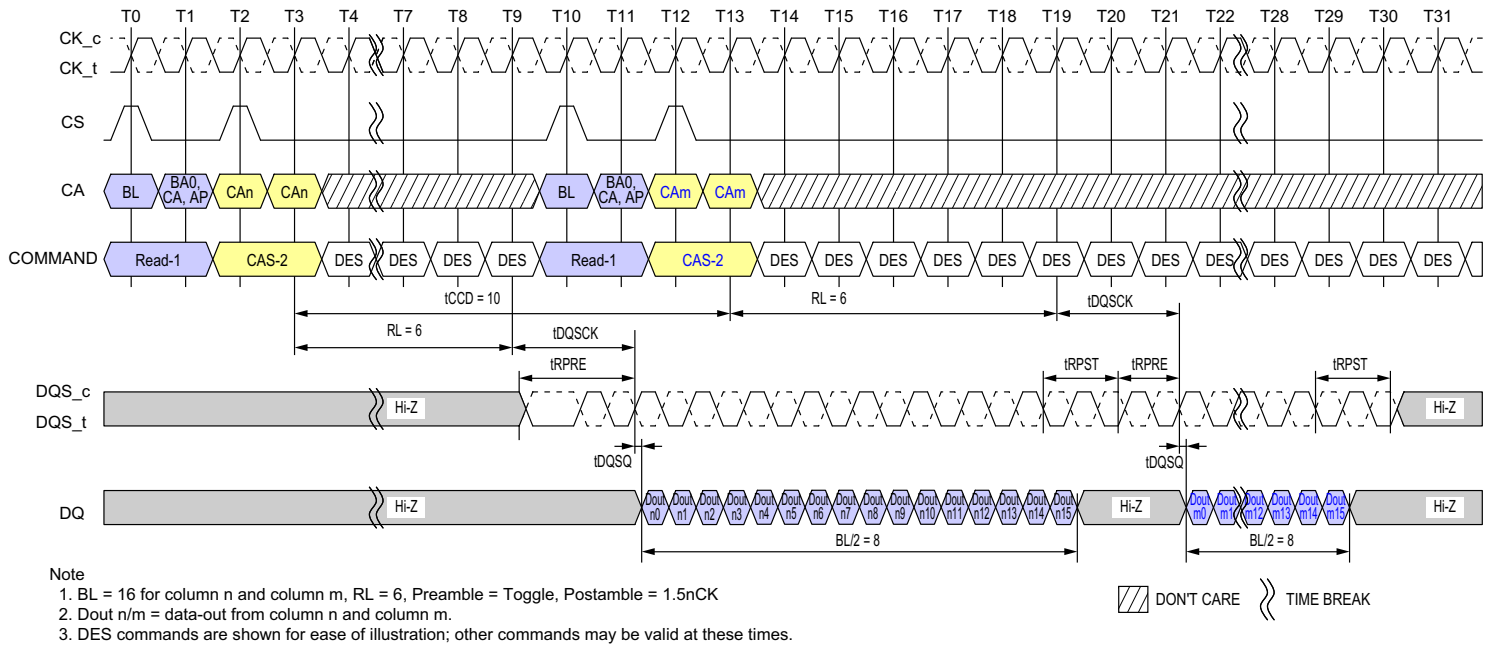 T0 T1 T2 T3 T4 T7 T8 T9 T10 T11 T12 T13 T14 T15 T16 T17 T18 T19 T20 T21 T22 T28 T29 T30 T31
CK_c
CK_t
CS
CA BL BA0, CA, AP CAn CAn BL BA0, CA, AP CAm CAm
COMMAND Read-1 CAS-2 DES DES DES DES Read-1 CAS-2 DES DES DES DES DES DES DES DES DES DES DES DES DES
tCCD = 10 RL = 6 tDQSCK
RL = 6 tDQSCK
tRPRE tRPST tRPRE tRPST
DQS_c
DQS_t
Hi-Z Hi-Z
tDQSQ tDQSQ
DQ Hi-Z Dout n0 Dout n1 Dout n2 Dout n3 Dout n4 Dout n5 Dout n6 Dout n7 Dout n8 Dout n9 Dout n10 Dout n11 Dout n12 Dout n13 Dout n14 Dout n15 Hi-Z Dout m0 Dout m1 Dout m12 Dout m13 Dout m14 Dout m15 Hi-Z
BL/2 = 8 BL/2 = 8
Note
1. BL = 16 for column n and column m, RL = 6, Preamble = Toggle, Postamble = 1.5nCK
2. Dout n/m = data-out from column n and column m.
3. DES commands are shown for ease of illustration; other commands may be valid at these times.
DON'T CARE TIME BREAK